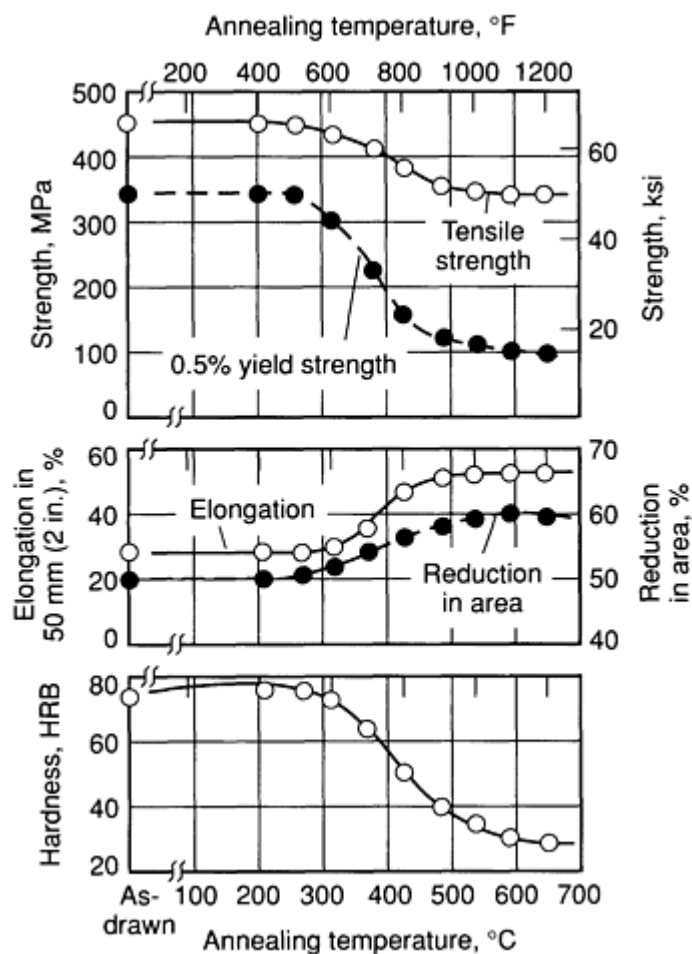 Annealing temperature, °F
200 400 600 800 1000 1200
500
400
300
200
100
0
Strength, MPa
60
40
20
Strength, ksi
Tensile
strength
0.5% yield strength
60
40
20
0
Elongation in
50 mm (2 in.), %
70
60
50
40
Reduction
in area, %
Elongation
Reduction
in area
80
60
40
20
Hardness, HRB
As-
drawn
100 200 300 400 500 600 700
Annealing temperature, °C